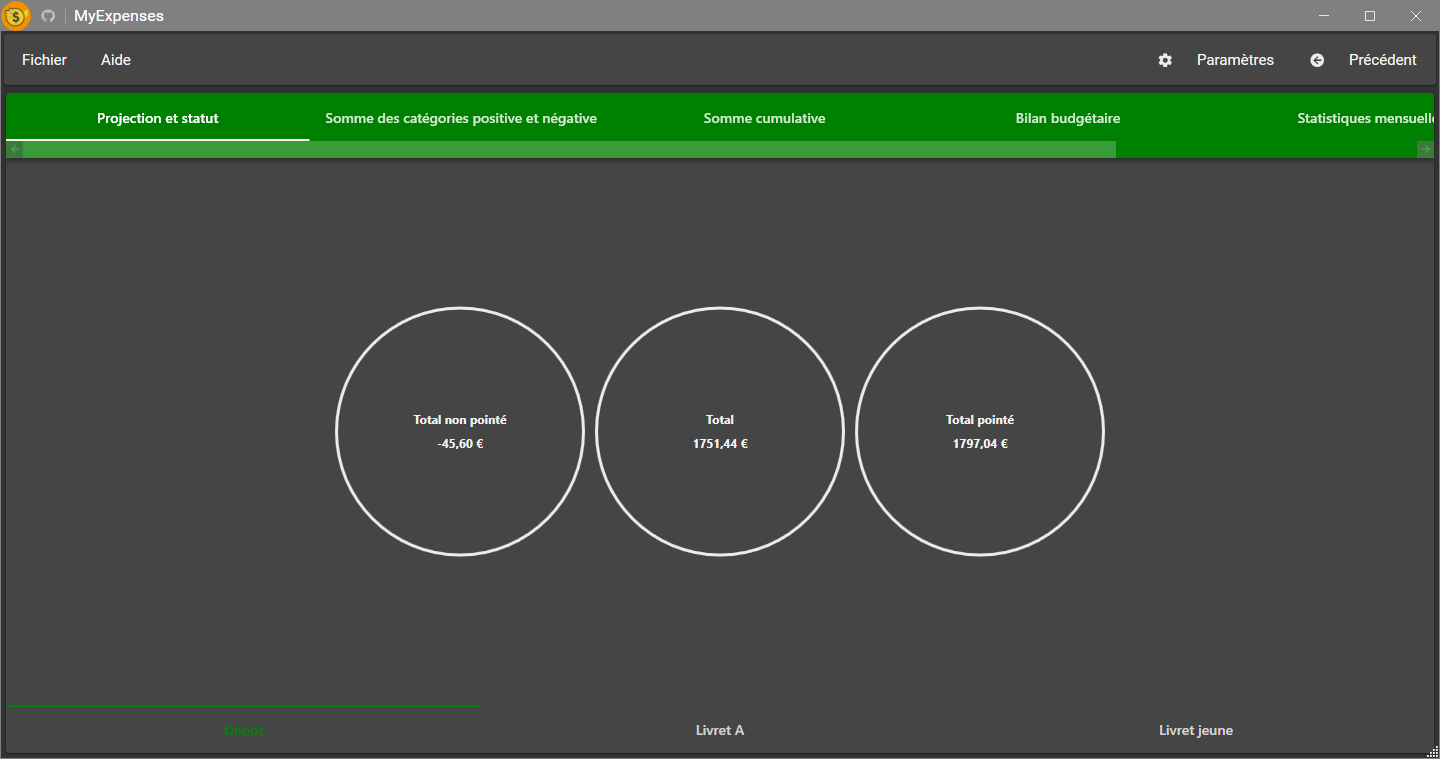 MyExpenses
Fichier Aide Paramètres Précédent
Projection et statut Somme des catégories positive et négative Somme cumulative Bilan budgétaire Statistiques mensuelle
Total non pointé Total Total pointé
-45,60 € 1751,44 € 1797,04 €
Dépôt Livret A Livret jeune